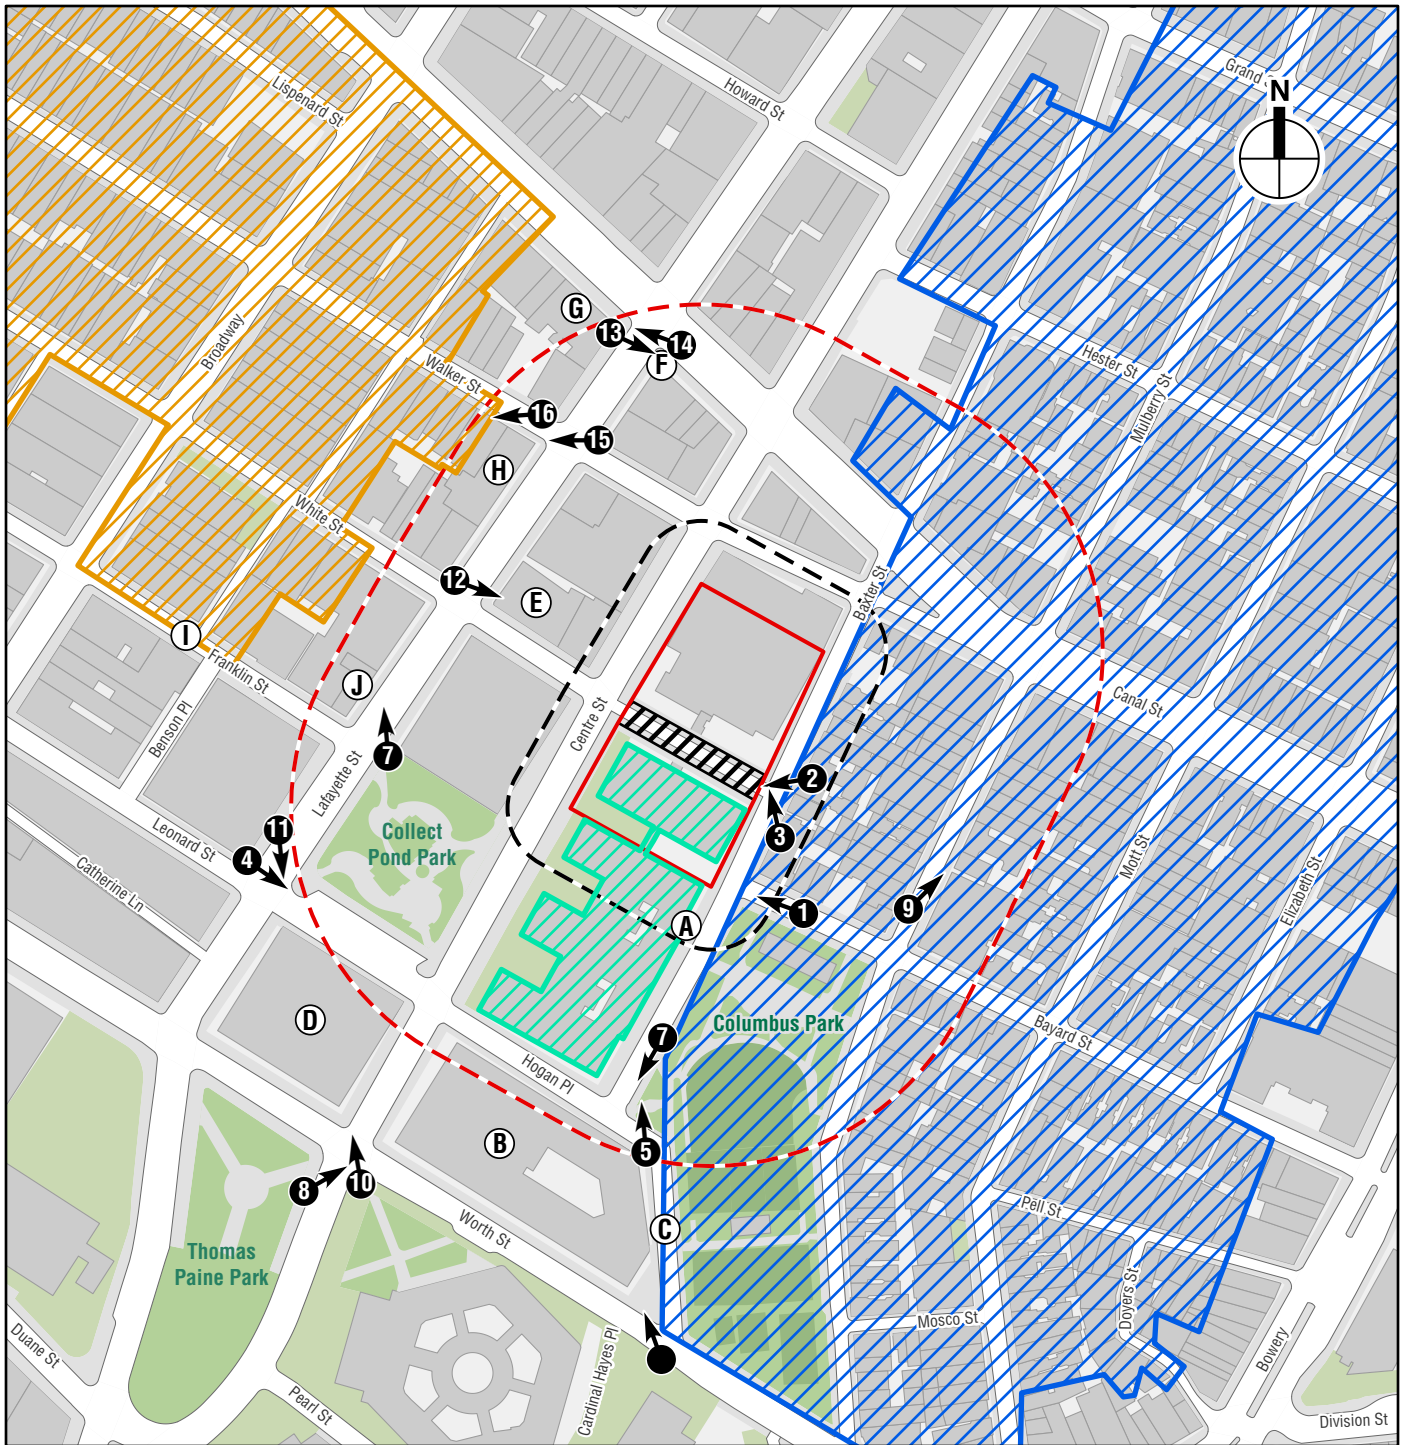 Grand
N
Lispenard St
Howard St
G
13
14
F
Broadway
Walker St
Hester St
Mulberry St
16
15
H
White St
12
E
Baxter St
I
Franklin St
J
Canal St
Benson Pl
Centre St
7
Lafayette St
2
11
Collect
Pond Park
3
Leonard St
4
Mott St
Catherine Ln
Elizabeth St
9
1
A
D
Columbus Park
7
Bayard St
Hogan Pl
B
5
8
10
Pell St
Worth St
C
Thomas
Paine Park
Doyers St
Mosco St
Duane St
Cardinal Hayes Pl
Bowery
Pearl St
Division St